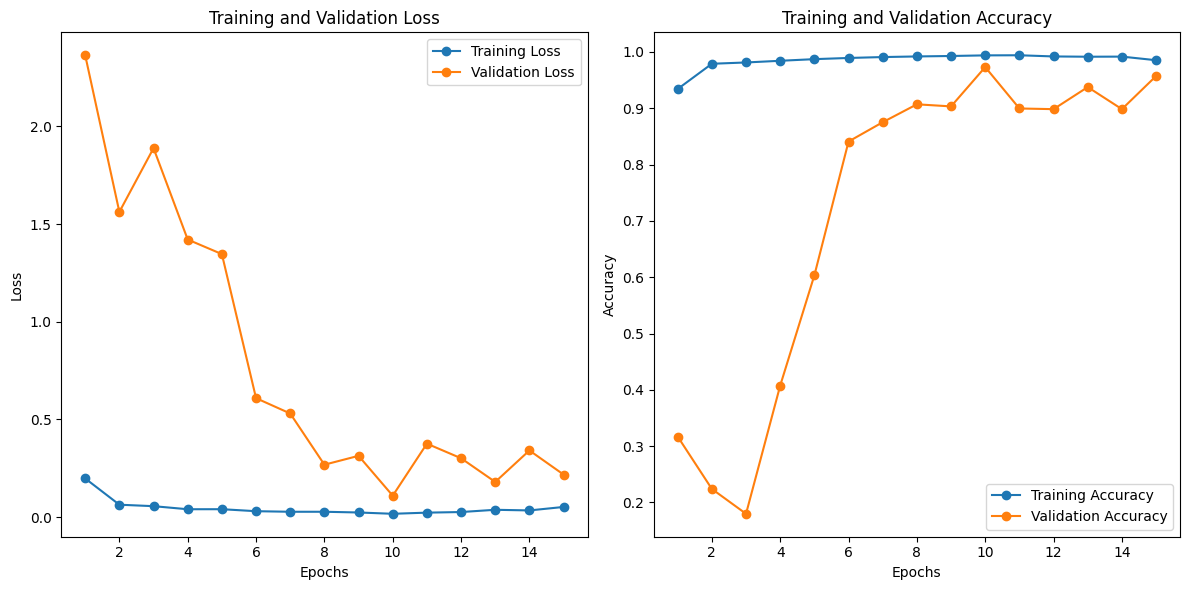 Training and Validation Loss
Training Loss
Validation Loss
2.0
1.5
1.0
0.5
0.0
Loss
2 4 6 8 10 12 14
Epochs
Training and Validation Accuracy
1.0
0.9
0.8
0.7
0.6
0.5
0.4
0.3
0.2
Accuracy
Training Accuracy
Validation Accuracy
2 4 6 8 10 12 14
Epochs